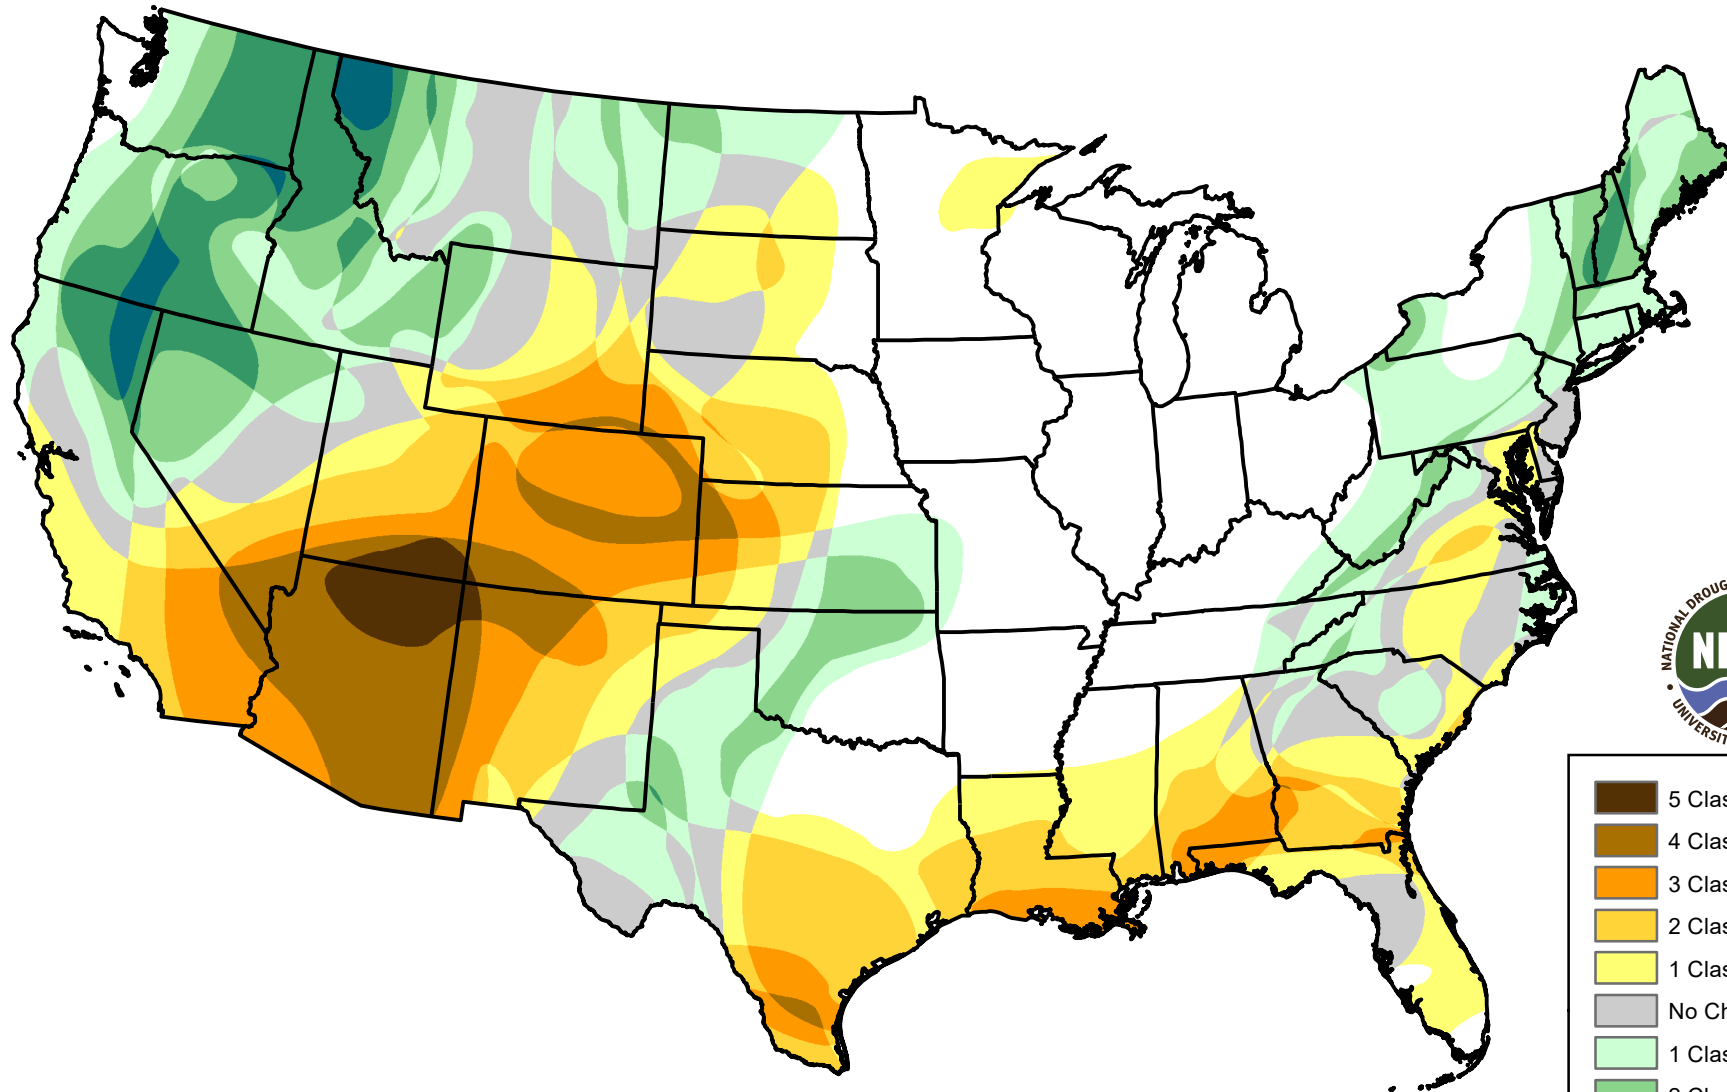 NATIONAL DROUG
N
UNIVERSIT
5 Clas
4 Clas
3 Clas
2 Clas
1 Clas
No Ch
1 Clas